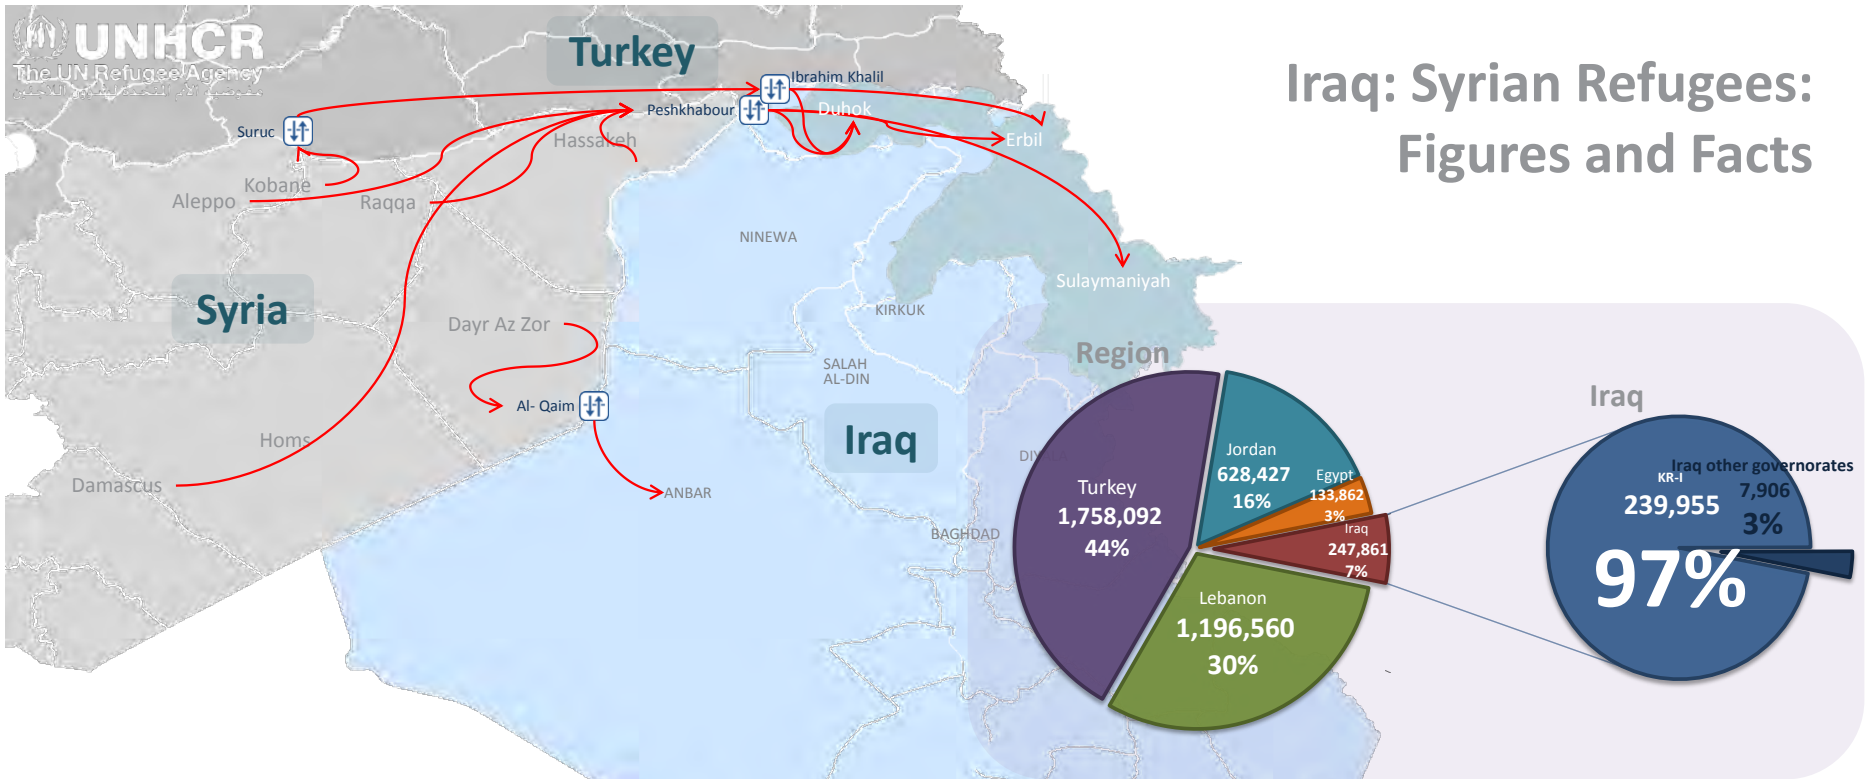 UNHCR
The UN Refugee Agency
Turkey
Iraq: Syrian Refugees:
Figures and Facts
Ibrahim Khalil
Peshkhabour
Duhok
Suruc
Hassakeh
Erbil
Kobane
Aleppo
Raqqa
NINEWA
Sulaymaniyah
Syria
KIRKUK
Dayr Az Zor
SALAH
AL-DIN
Al- Qaim
Iraq
Homs
Damascus
ANBAR
BAGHDAD
Region
Turkey
1,758,092
44%
Jordan
628,427
16%
Egypt
133,862
3%
Iraq
247,861
7%
Lebanon
1,196,560
30%
Iraq
Iraq other governorates
7,906
3%
KR-I
239,955
97%